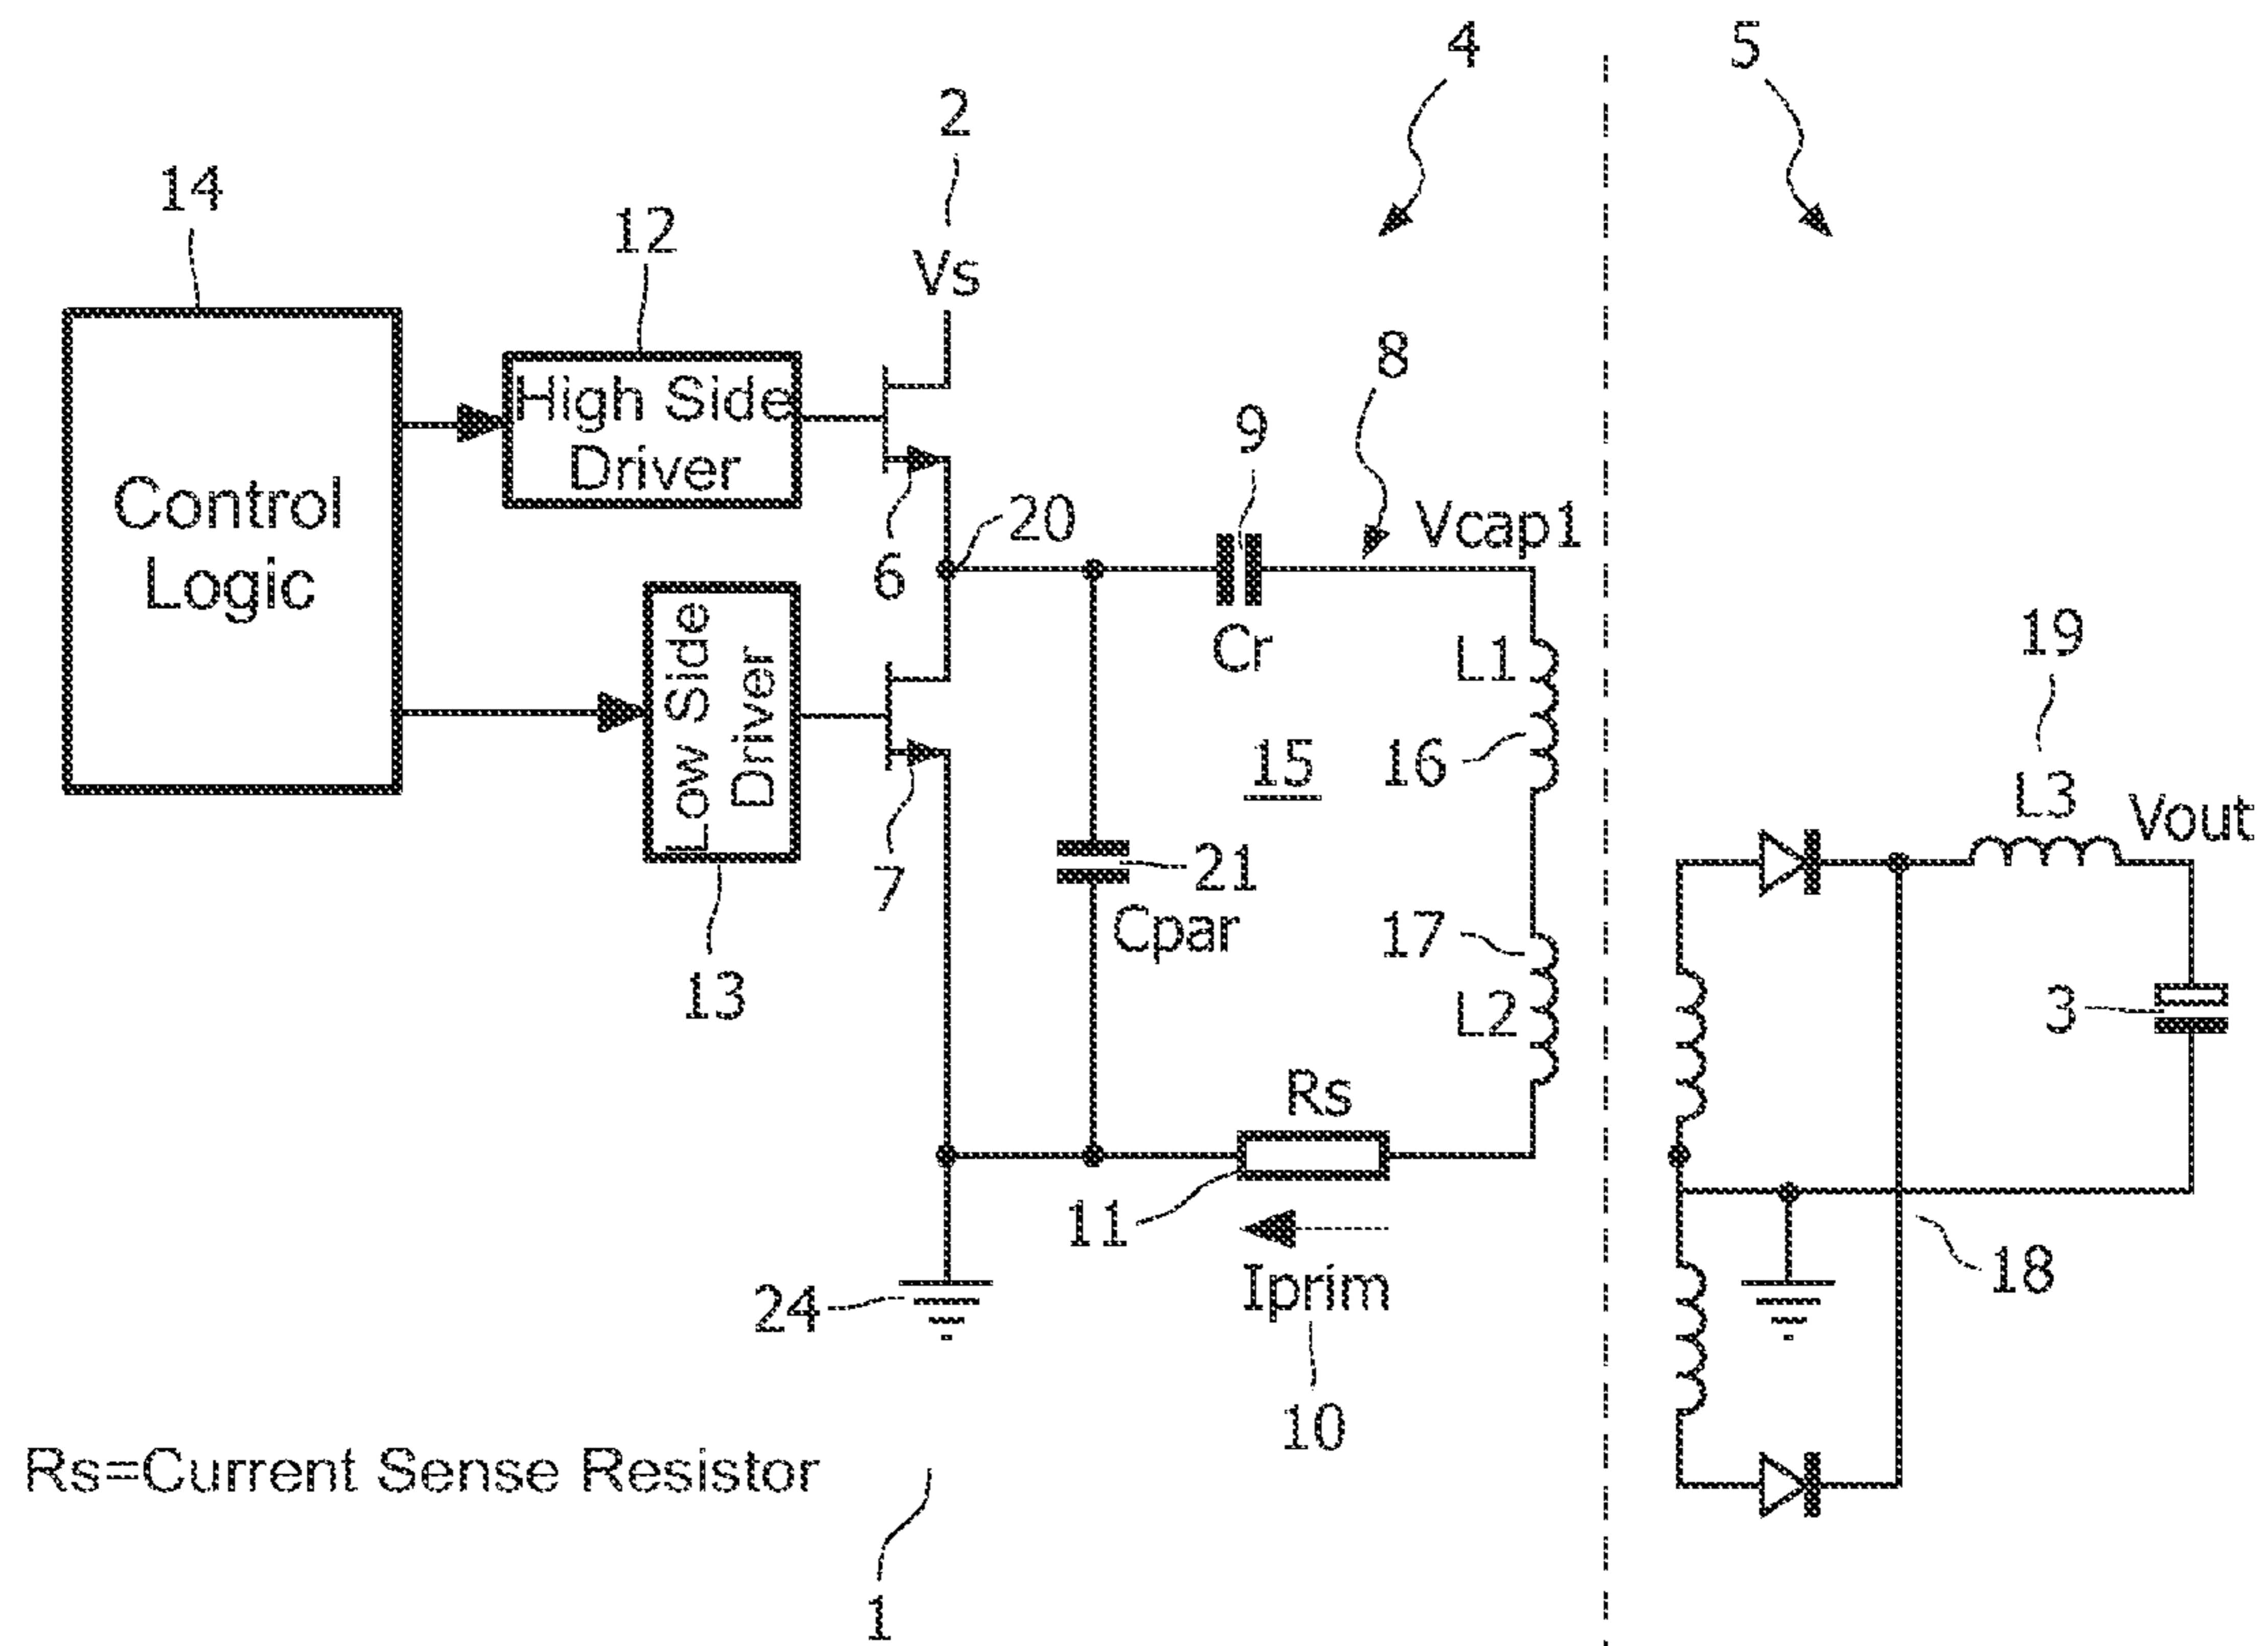 4
5
2
14
12
Vs
8
High Side
Driver
9
Control
Logic
20
Vcap1
6
Cr
L1
19
Low Side
Driver
15
16
L3
Vout
7
21
Cpar
17
L2
3
13
Rs
11
Iprim
18
24
10
Rs=Current Sense Resistor
1